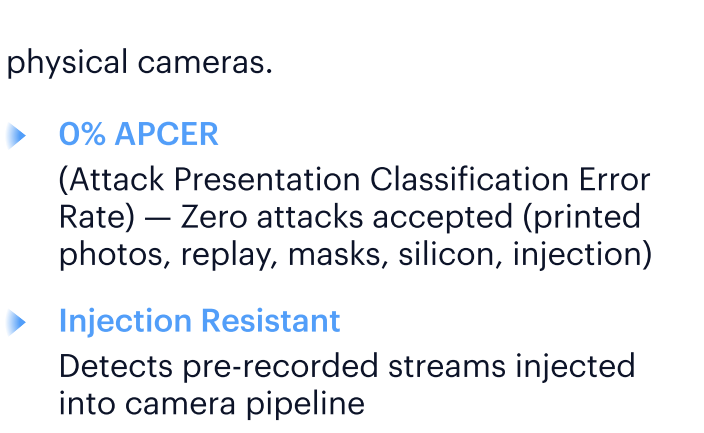 physical cameras.
0% APCER
(Attack Presentation Classification Error
Rate) — Zero attacks accepted (printed
photos, replay, masks, silicon, injection)
Injection Resistant
Detects pre-recorded streams injected
into camera pipeline